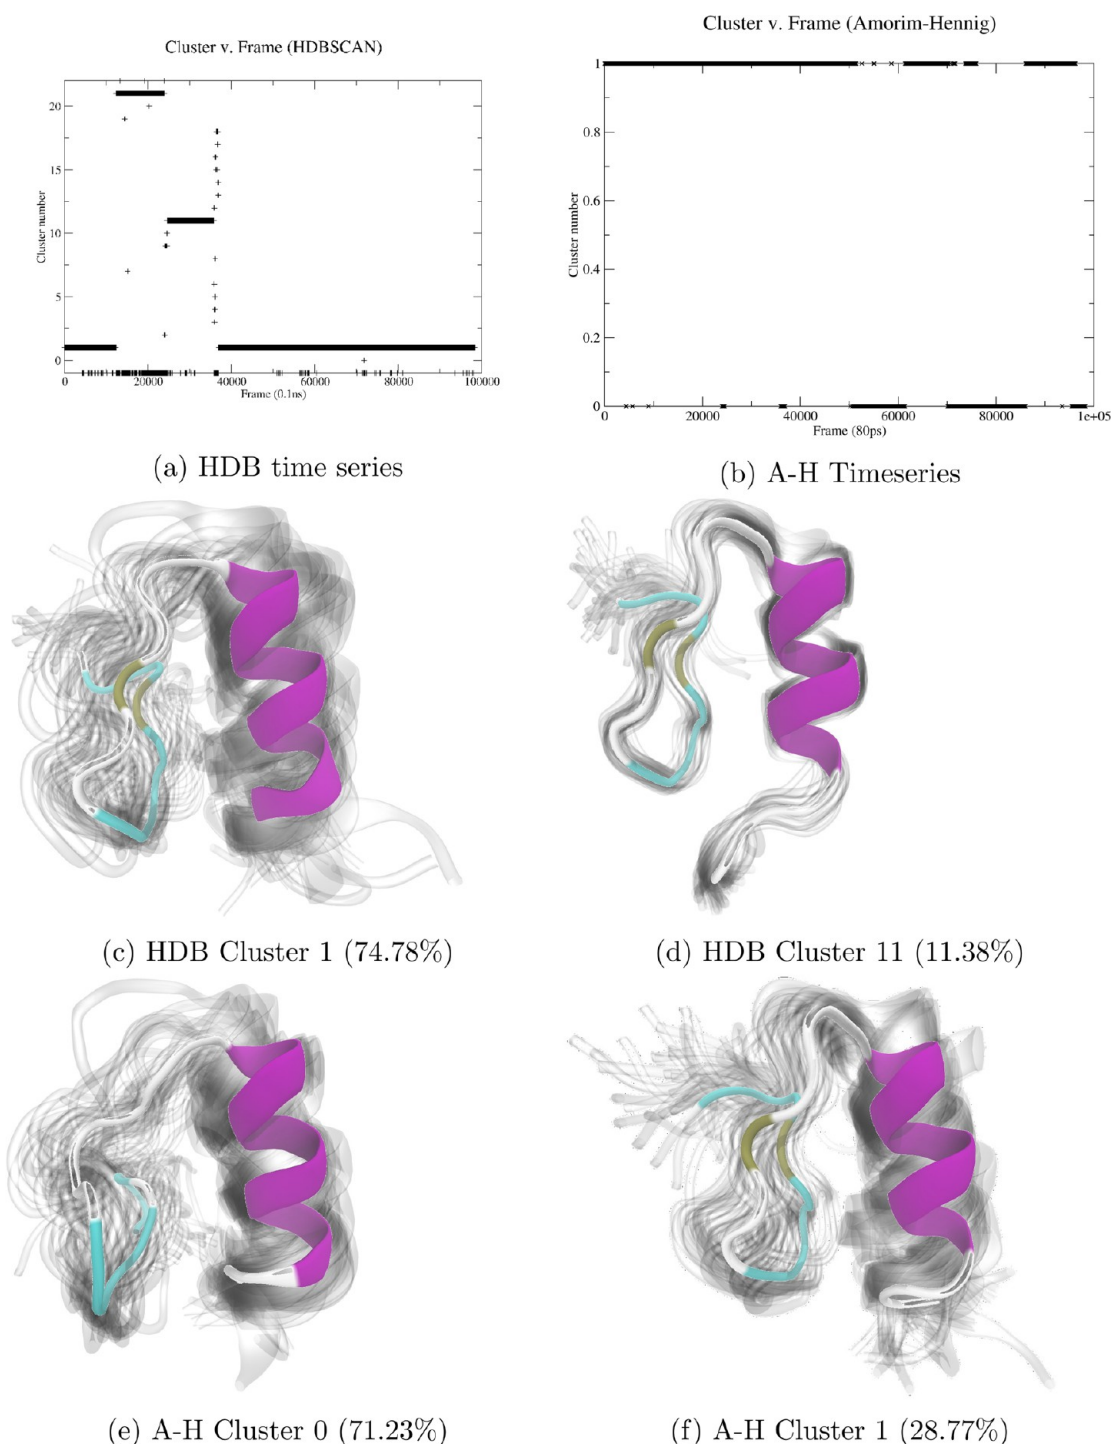 Cluster v. Frame (HDBSCAN)
Cluster number
20
15
10
5
0
0 20000 40000 60000 80000 100000
Frame (0.1ns)
(a) HDB time series
Cluster v. Frame (Amorim-Hennig)
Cluster number
1
0.8
0.6
0.4
0.2
0
0 20000 40000 60000 80000 1e+05
Frame (80ps)
(b) A-H Timeseries
(c) HDB Cluster 1 (74.78%)
(d) HDB Cluster 11 (11.38%)
(e) A-H Cluster 0 (71.23%)
(f) A-H Cluster 1 (28.77%)